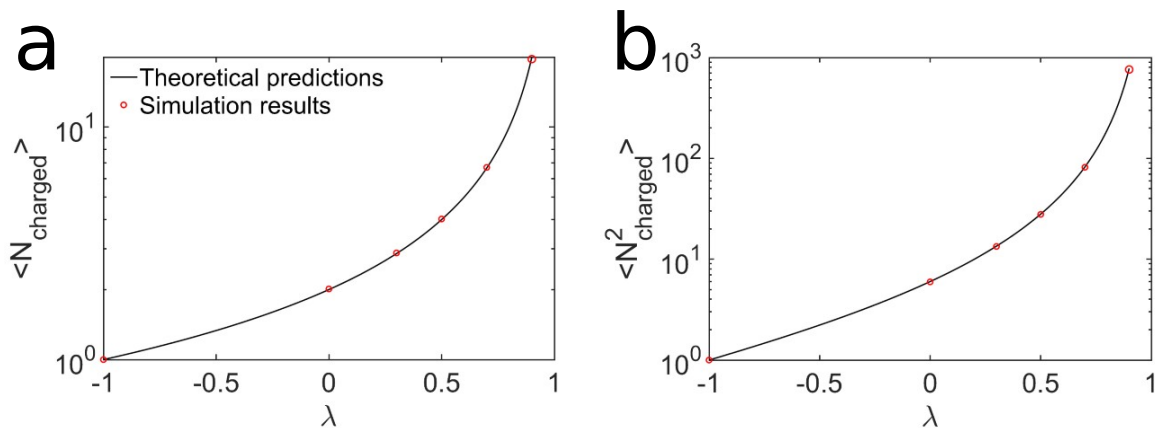 a
<N_charged>
10^1
10^0
Theoretical predictions
Simulation results
-1 -0.5 0 0.5 1
λ
b
<N^2_charged>
10^3
10^2
10^1
10^0
-1 -0.5 0 0.5 1
λ